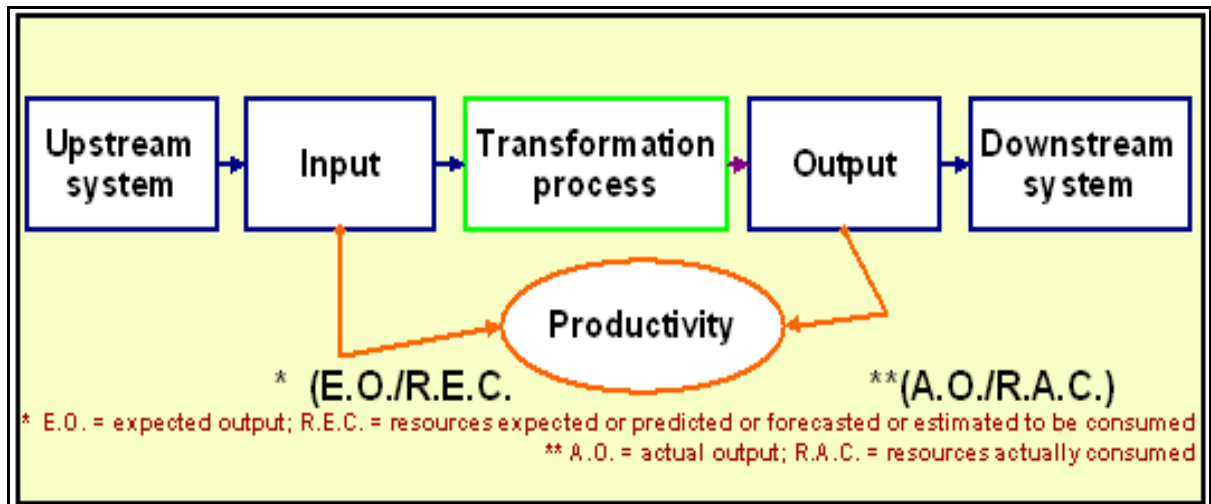 Upstream
system
Input
Transformation
process
Output
Downstream
system
Productivity
* (E.O./R.E.C.
**(A.O./R.A.C.)
* E.O. = expected output; R.E.C. = resources expected or predicted or forecasted or estimated to be consumed
** A.O. = actual output; R.A.C. = resources actually consumed